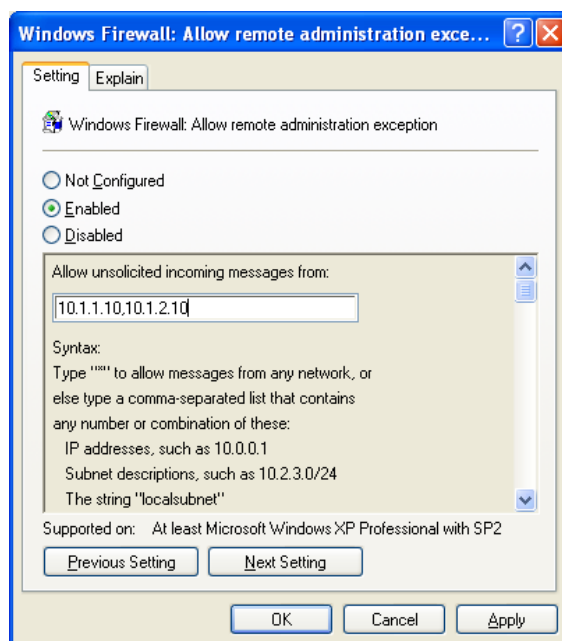 Windows Firewall: Allow remote administration exce...
Setting
Explain
Windows Firewall: Allow remote administration exception
Not Configured
Enabled
Disabled
Allow unsolicited incoming messages from:
10.1.1.10,10.1.2.10
Syntax:
Type "*" to allow messages from any network, or
else type a comma-separated list that contains
any number or combination of these:
IP addresses, such as 10.0.0.1
Subnet descriptions, such as 10.2.3.0/24
The string "localsubnet"
Supported on: At least Microsoft Windows XP Professional with SP2
Previous Setting
Next Setting
OK
Cancel
Apply